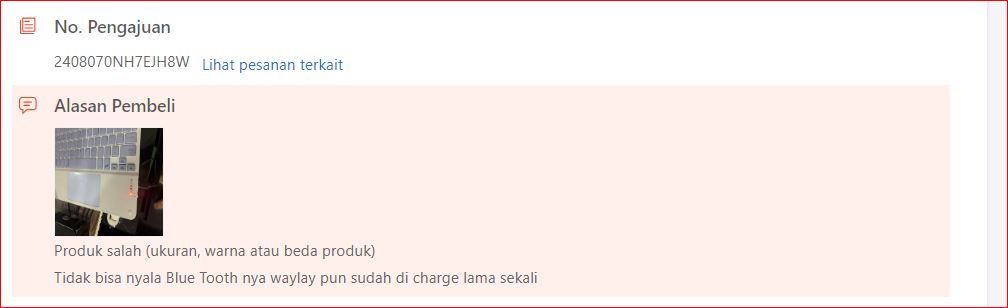 No. Pengajuan
2408070NH7EJH8W Lihat pesanan terkait
Alasan Pembeli
Produk salah (ukuran, warna atau beda produk)
Tidak bisa nyala Blue Tooth nya waylay pun sudah di charge lama sekali